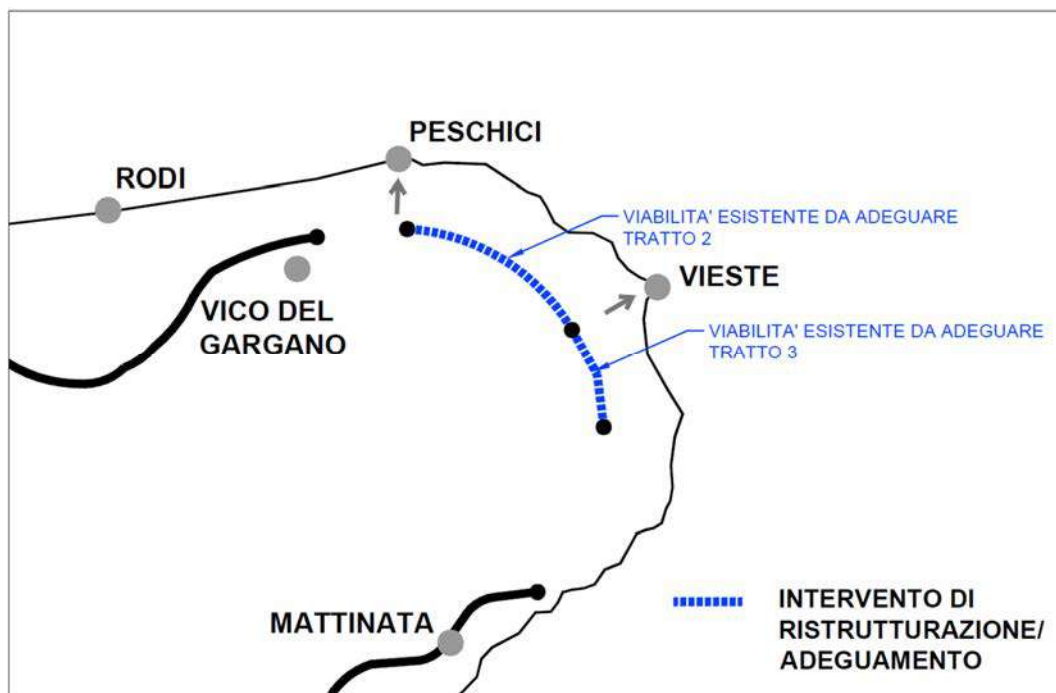 PESCHICI
RODI
VIABILITA' ESISTENTE DA ADEGUARE
TRATTO 2
VIESTE
VICO DEL
GARGANO
VIABILITA' ESISTENTE DA ADEGUARE
TRATTO 3
MATTINATA
INTERVENTO DI
RISTRUTTURAZIONE/
ADEGUAMENTO